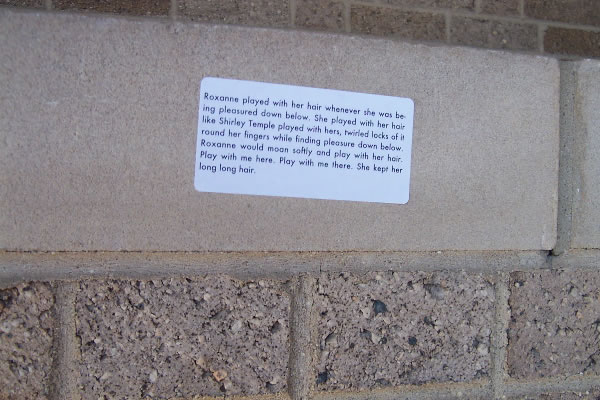 Roxanne played with her hair whenever she was be-
ing pleasured down below. She played with her hair
like Shirley Temple played with hers, twirled locks of it
round her fingers while finding pleasure down below.
Roxanne would moan softly and play with her hair.
Play with me here. Play with me there. She kept her
long long hair.